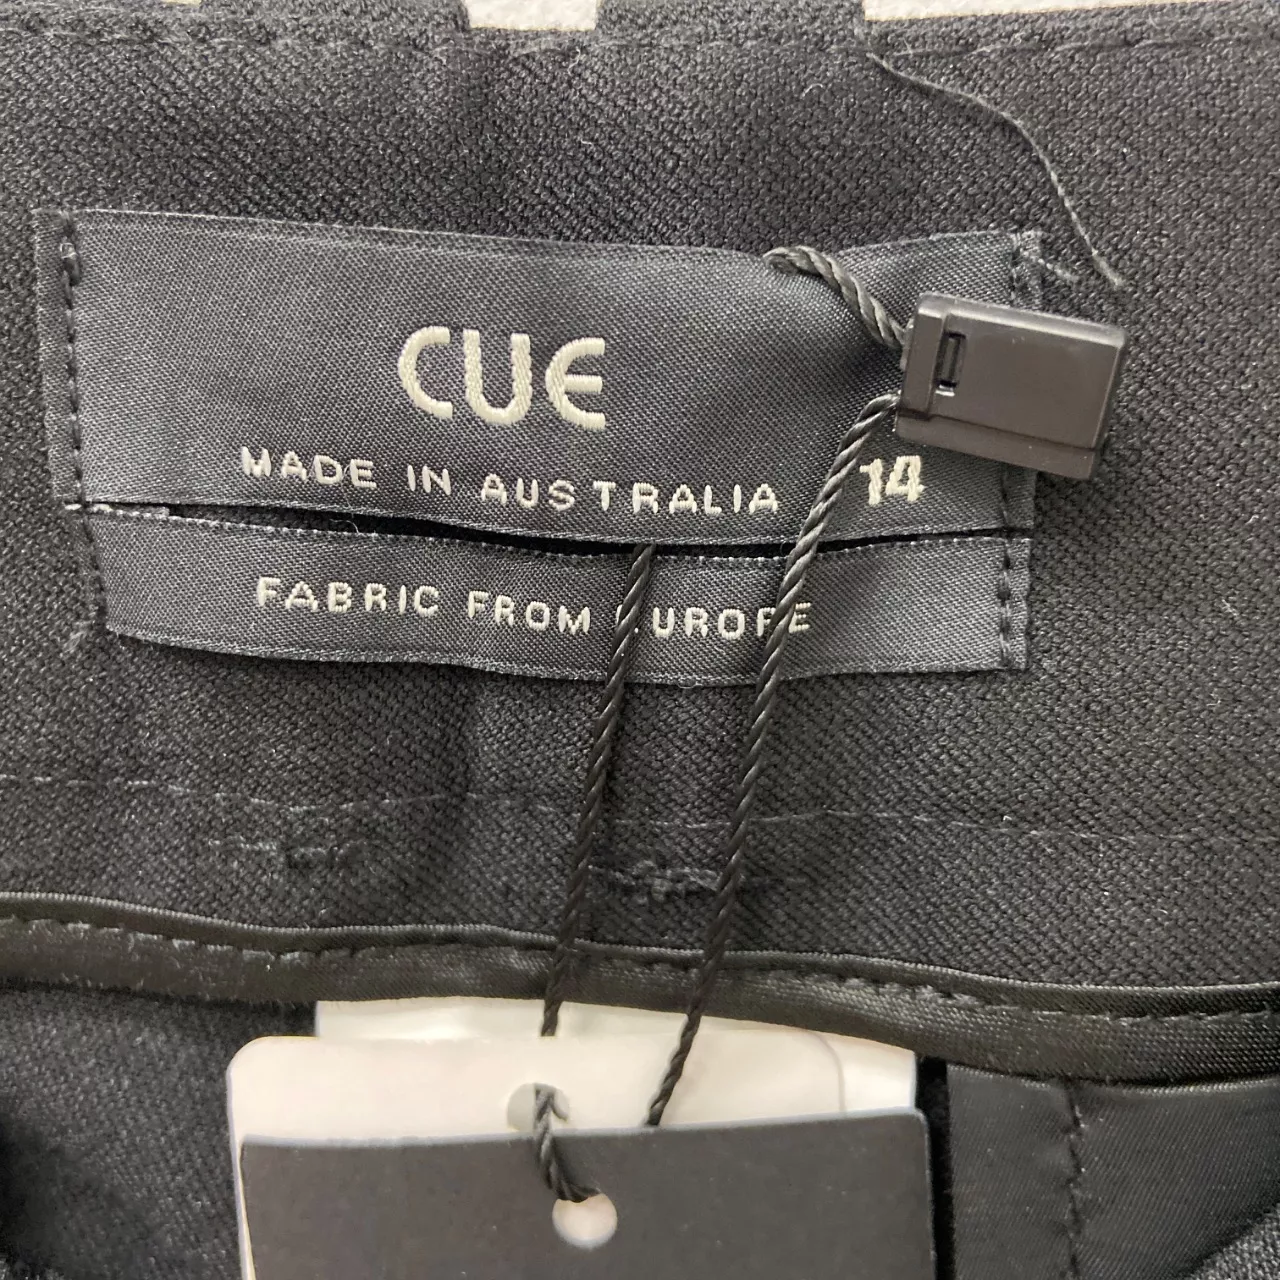 CUE
MADE IN AUSTRALIA 14
FABRIC FROM EUROPE